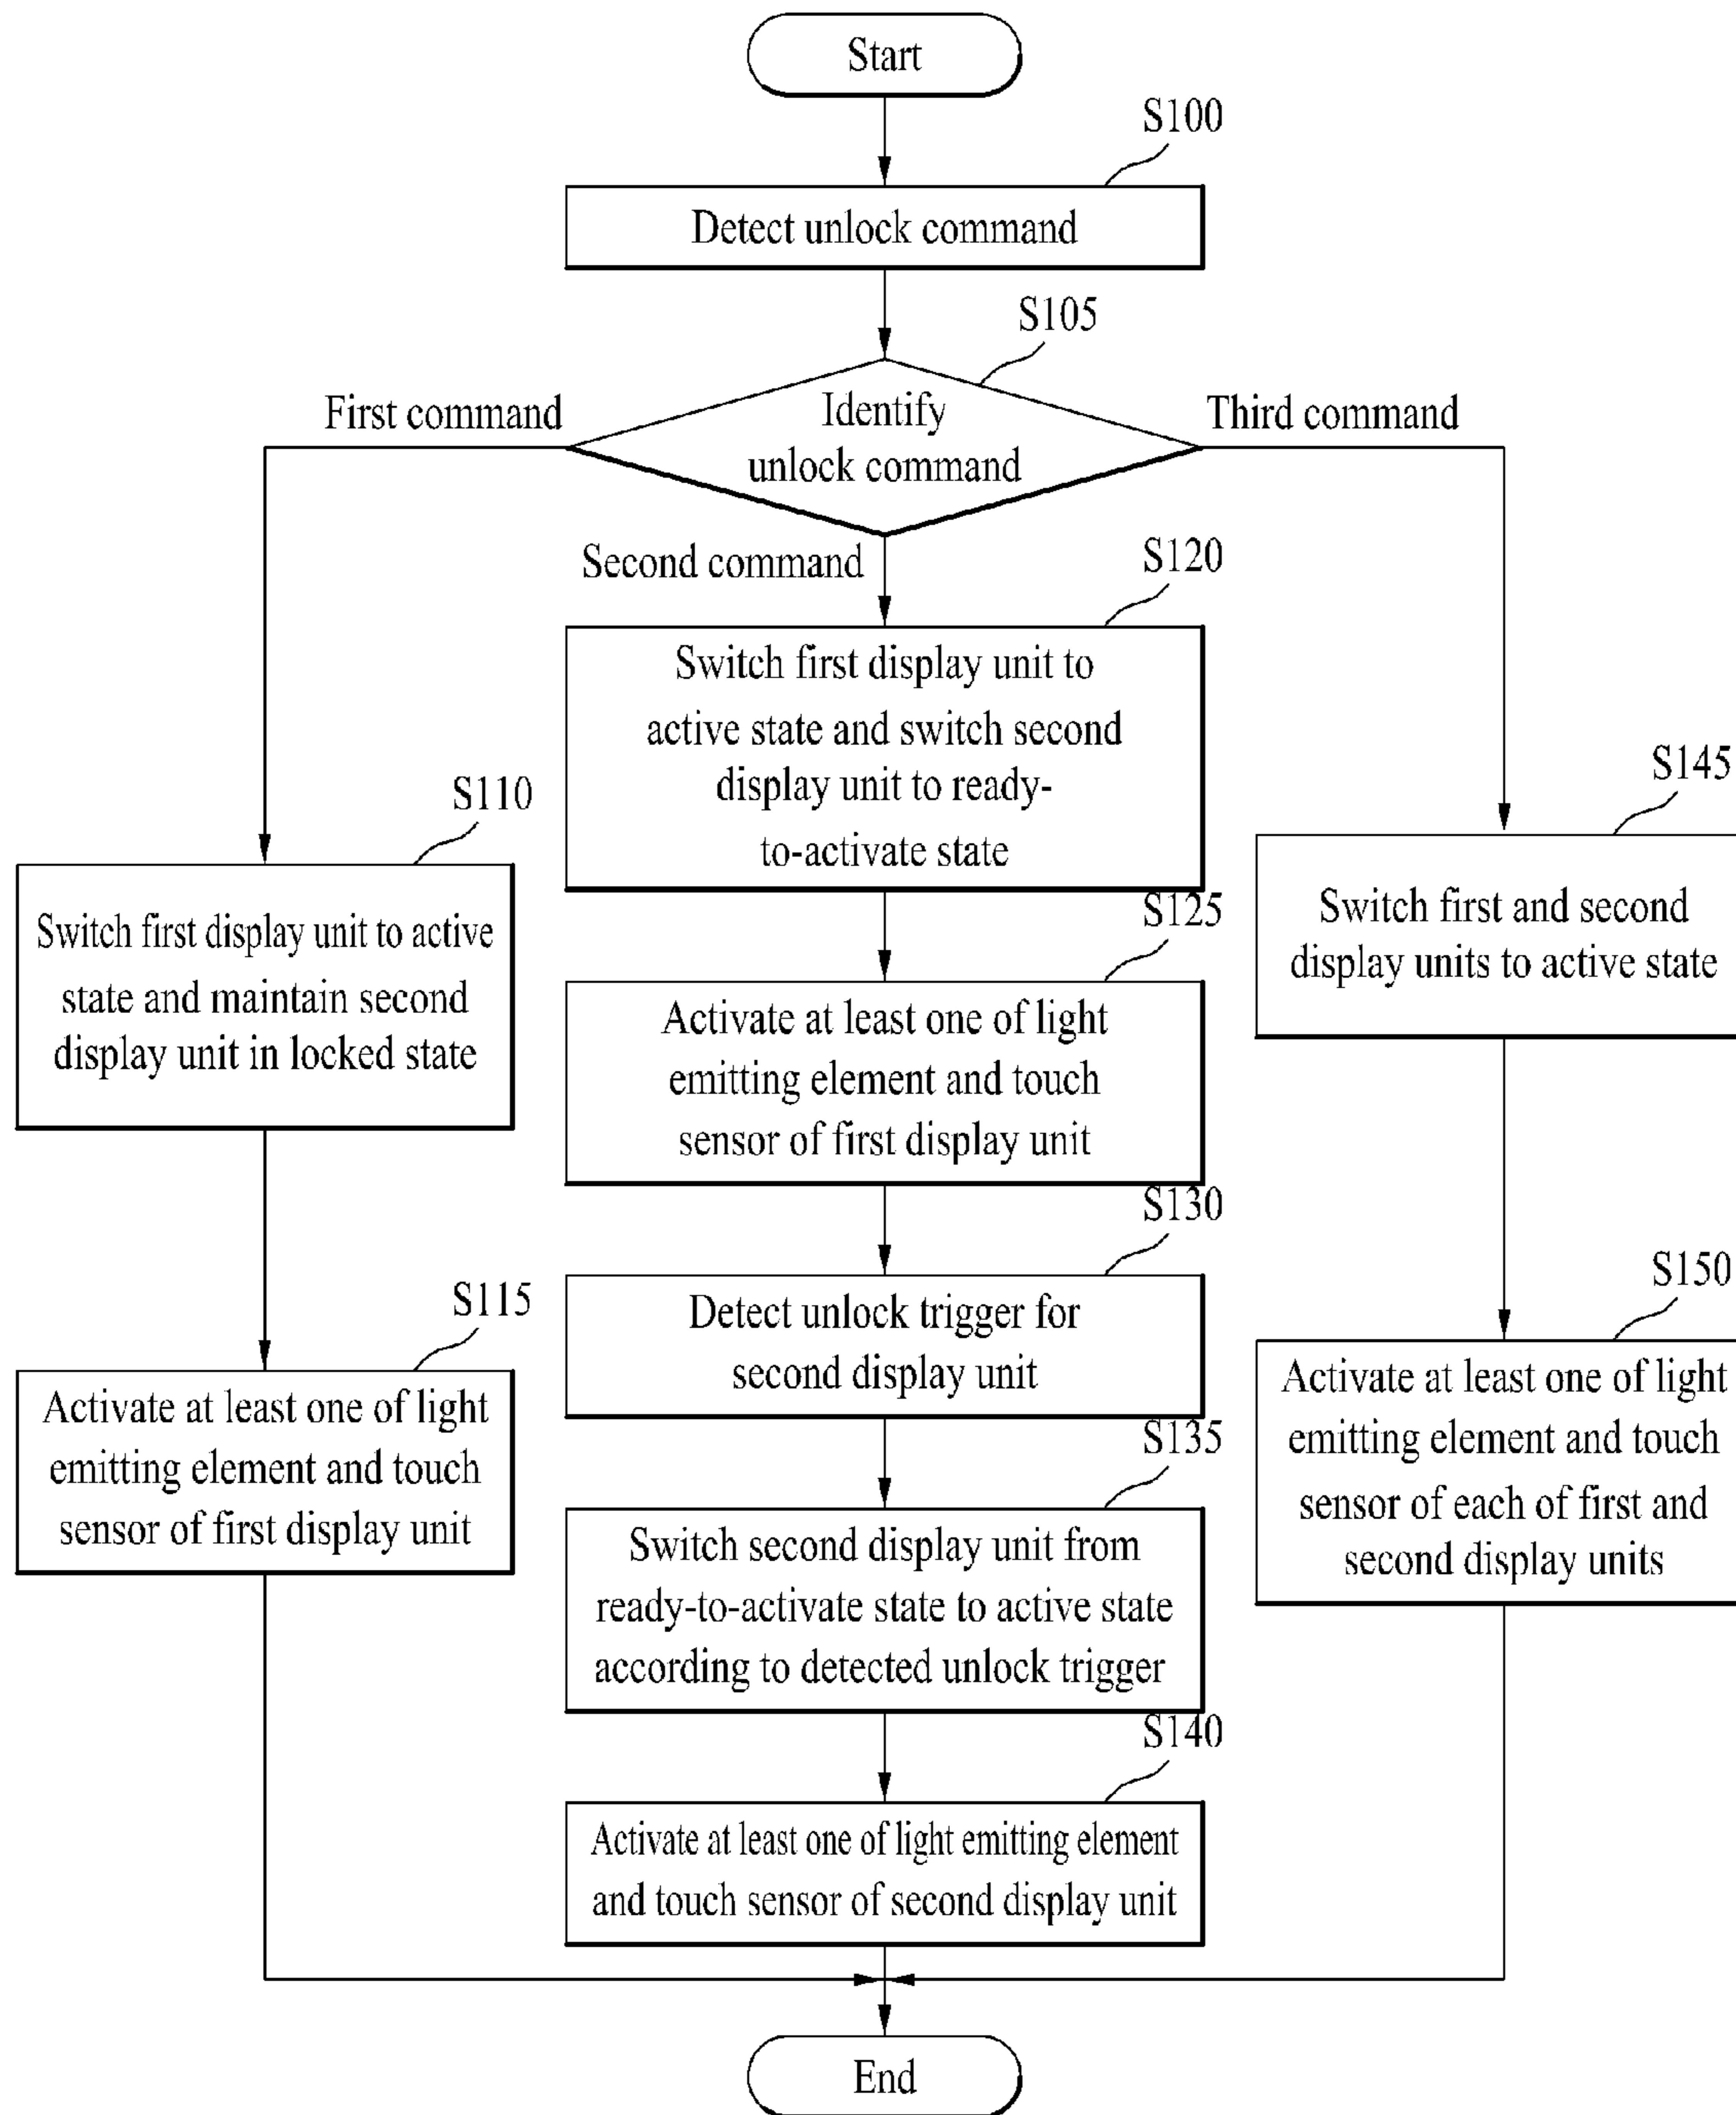 Start
S100
Detect unlock command
S105
First command
Identify
unlock command
Third command
Second command
S110
Switch first display unit to active
state and maintain second
display unit in locked state
S115
Activate at least one of light
emitting element and touch
sensor of first display unit
S120
Switch first display unit to
active state and switch second
display unit to ready-
to-activate state
S125
Activate at least one of light
emitting element and touch
sensor of first display unit
S130
Detect unlock trigger for
second display unit
S135
Switch second display unit from
ready-to-activate state to active state
according to detected unlock trigger
S140
Activate at least one of light emitting element
and touch sensor of second display unit
S145
Switch first and second
display units to active state
S150
Activate at least one of light
emitting element and touch
sensor of each of first and
second display units
End